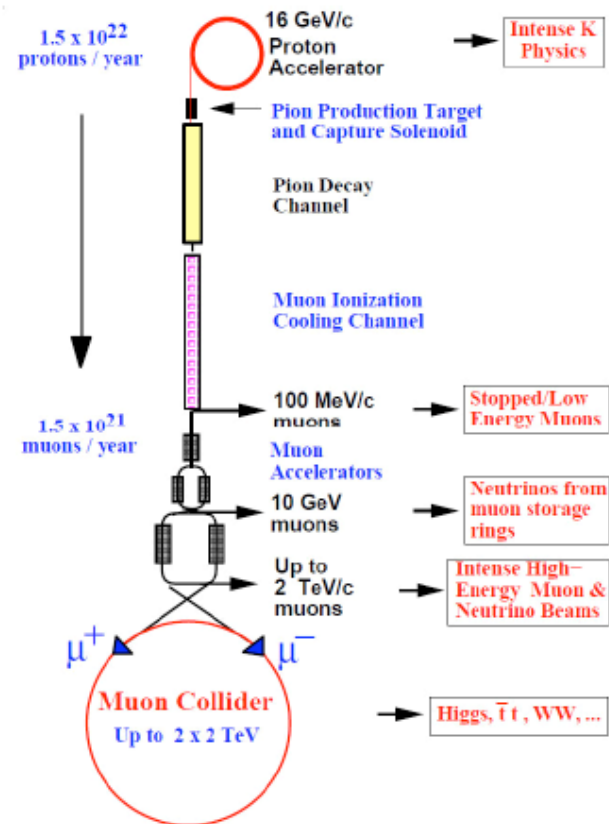 1.5 x 10²²
protons / year
16 GeV/c
Proton
Accelerator
Intense K
Physics
Pion Production Target
and Capture Solenoid
Pion Decay
Channel
Muon Ionization
Cooling Channel
1.5 x 10²¹
muons / year
100 MeV/c
muons
Stopped/Low
Energy Muons
Muon
Accelerators
10 GeV
muons
Neutrinos from
muon storage
rings
Up to
2 TeV/c
muons
Intense High-
Energy Muon &
Neutrino Beams
μ⁺
μ⁻
Muon Collider
Up to 2 x 2 TeV
Higgs, t̅ t , WW, ...